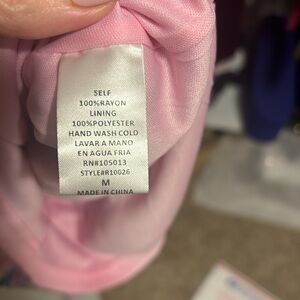 SELF
100%RAYON
LINING
100%POLYESTER
HAND WASH COLD
LAVAR A MANO
EN AGUA FRIA
RN#105013
STYLE#R10026
M
MADE IN CHINA